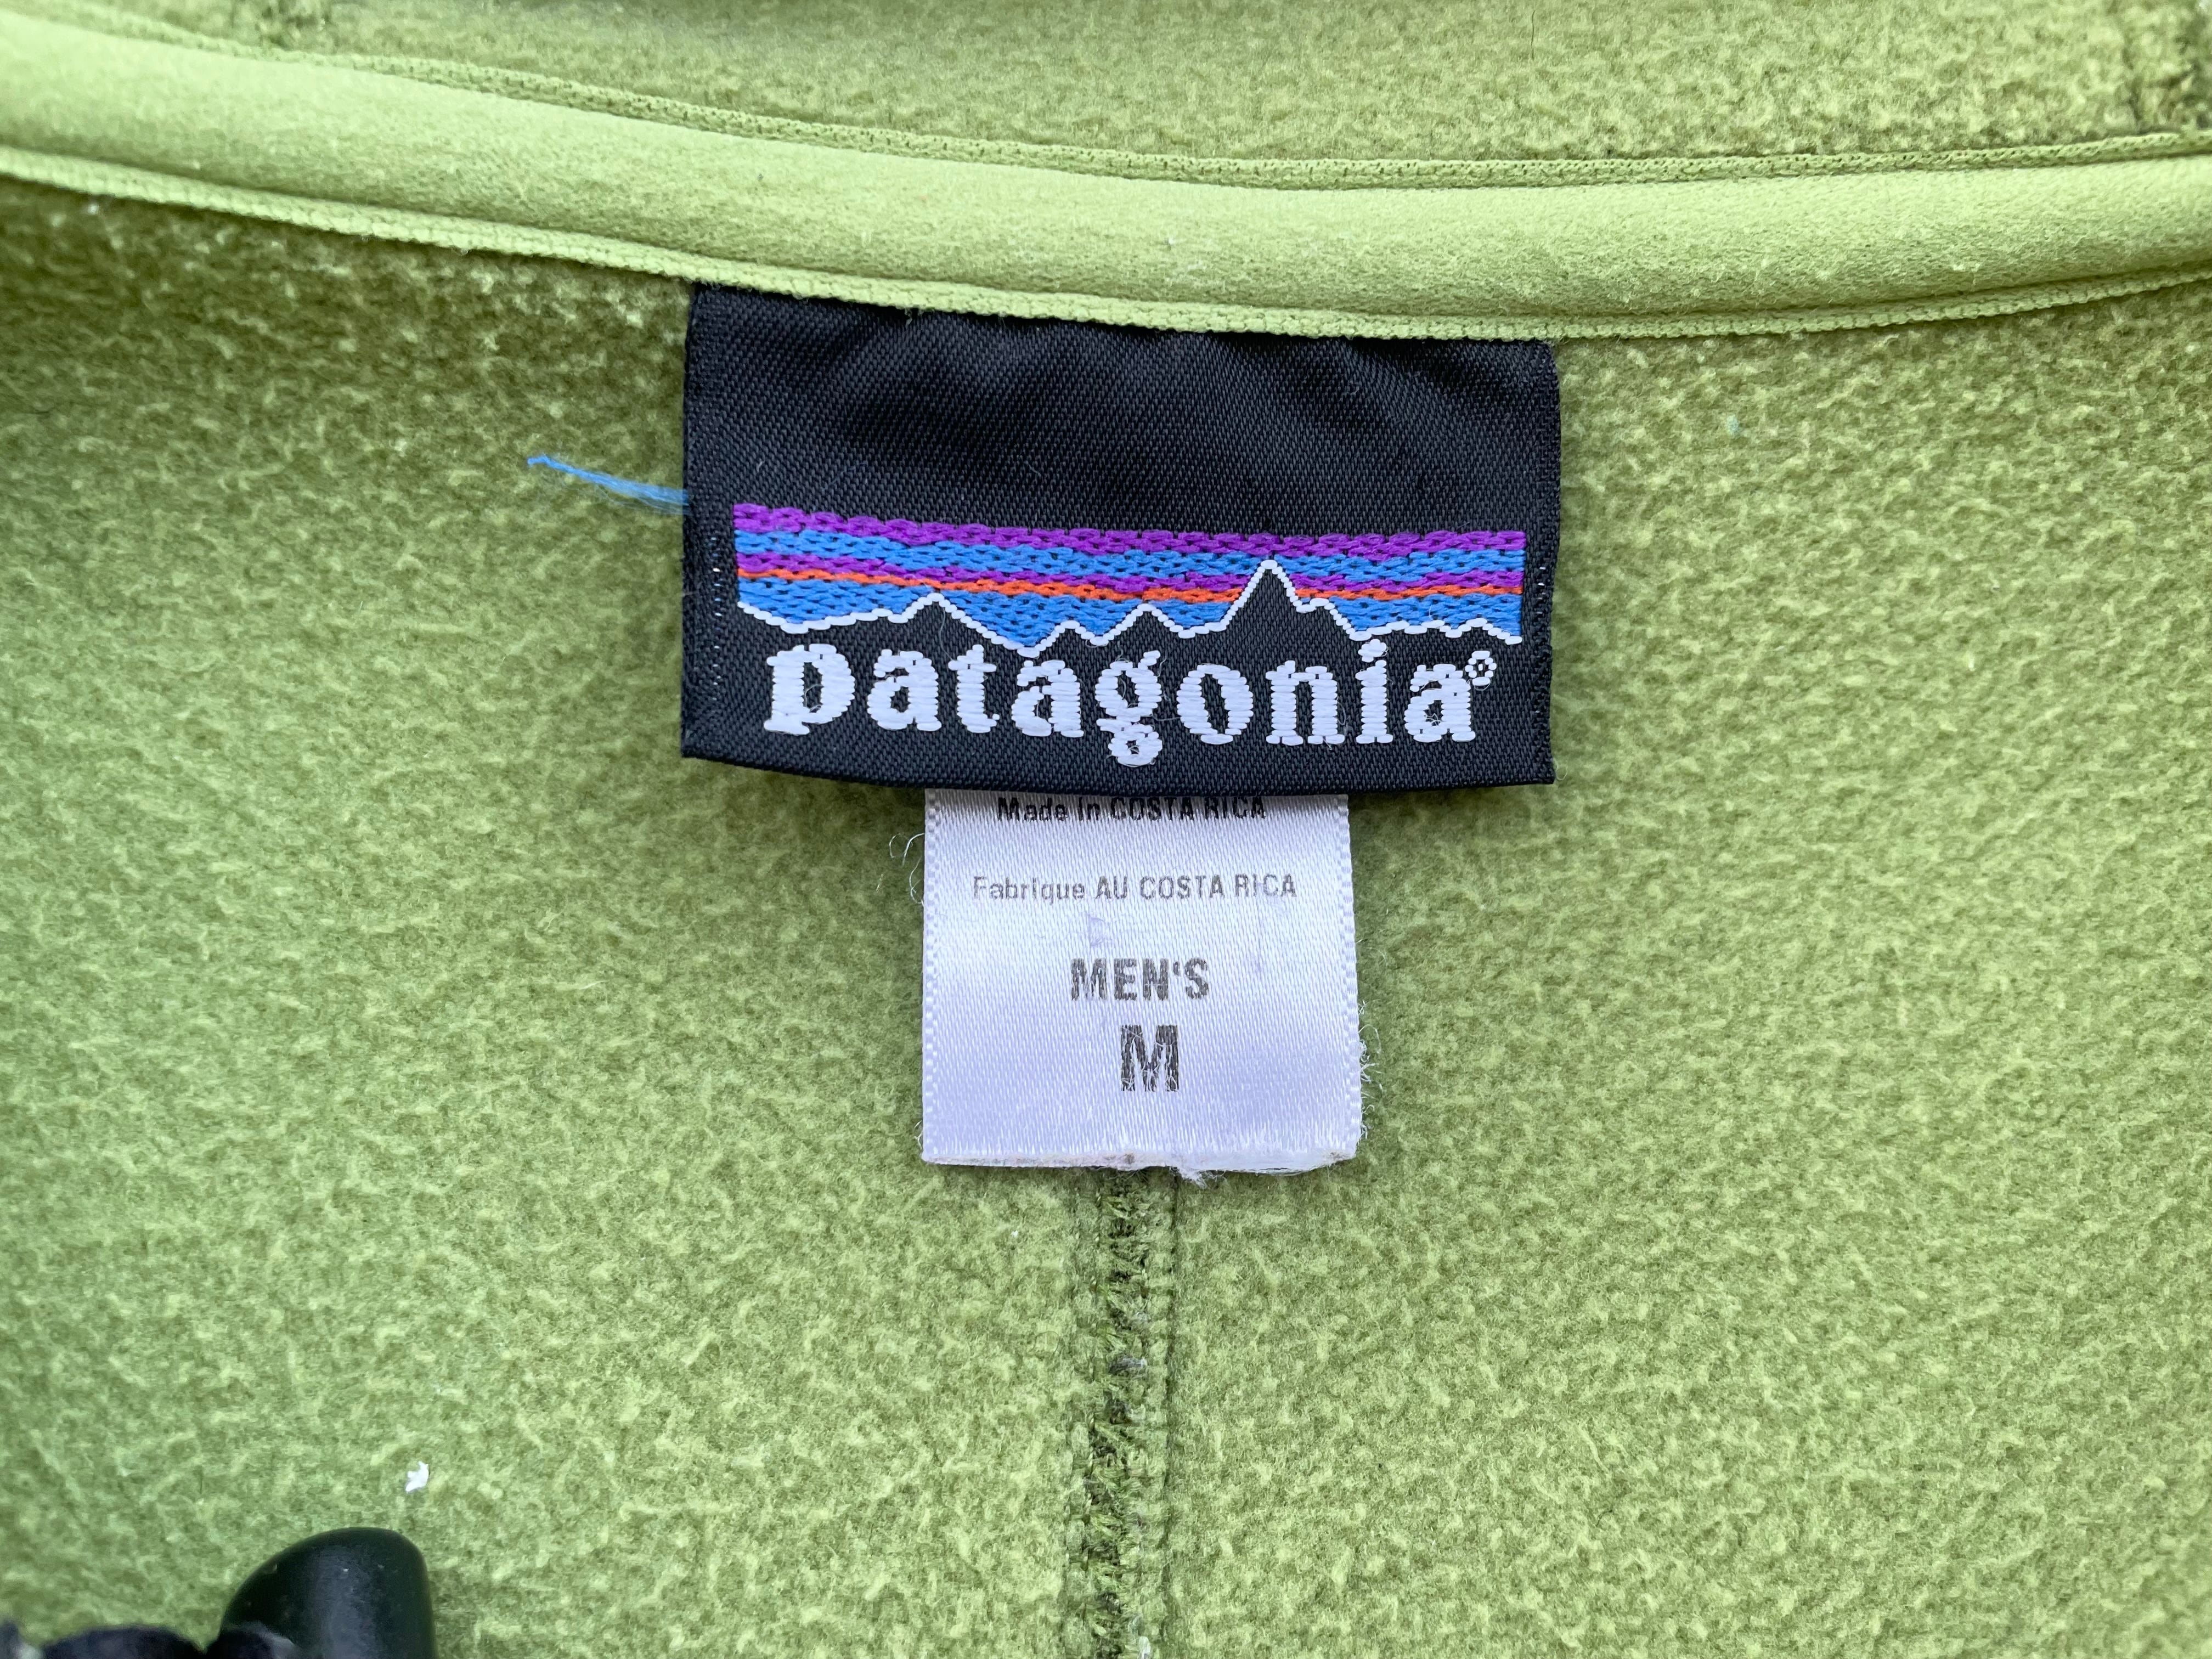 patagonia®
Made in COSTA RICA
Fabrique AU COSTA RICA
MEN'S
M